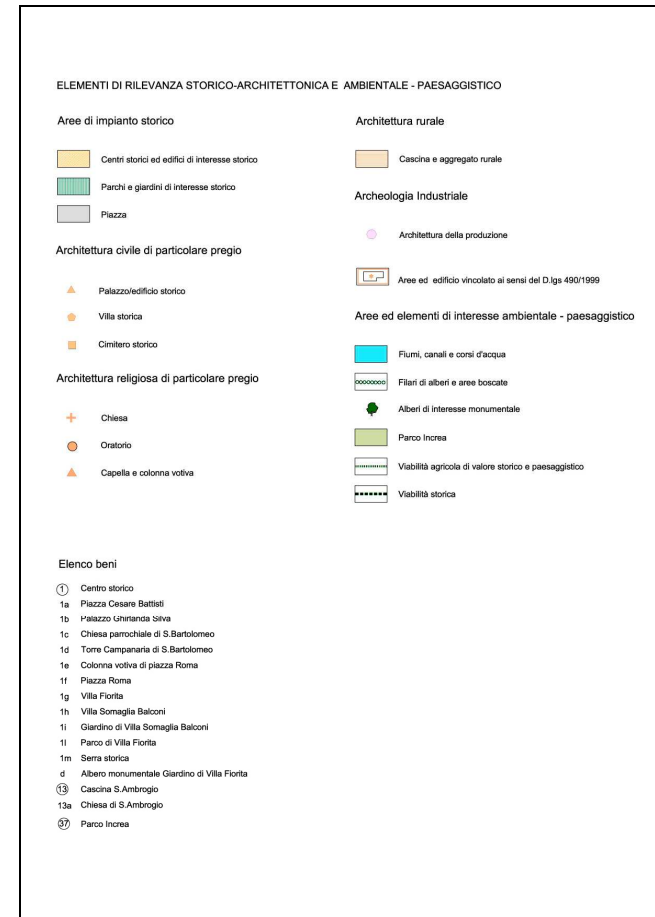 ELEMENTI DI RILEVANZA STORICO-ARCHITETTONICA E AMBIENTALE - PAESAGGISTICO
Aree di impianto storico
Centri storici ed edifici di interesse storico
Parchi e giardini di interesse storico
Piazza
Architettura civile di particolare pregio
Palazzo/edificio storico
Villa storica
Cimitero storico
Architettura religiosa di particolare pregio
Chiesa
Oratorio
Capella e colonna votiva
Architettura rurale
Cascina e aggregato rurale
Archeologia Industriale
Architettura della produzione
Aree ed edificio vincolato ai sensi del D.lgs 490/1999
Aree ed elementi di interesse ambientale - paesaggistico
Fiumi, canali e corsi d'acqua
Filari di alberi e aree boscate
Alberi di interesse monumentale
Parco Increa
Viabilità agricola di valore storico e paesaggistico
Viabilità storica
Elenco beni
1 Centro storico
1a Piazza Cesare Battisti
1b Palazzo Ghirlanda Silva
1c Chiesa parrochiale di S.Bartolomeo
1d Torre Campanaria di S.Bartolomeo
1e Colonna votiva di piazza Roma
1f Piazza Roma
1g Villa Fiorita
1h Villa Somaglia Balconi
1i Giardino di Villa Somaglia Balconi
1l Parco di Villa Fiorita
1m Serra storica
d Albero monumentale Giardino di Villa Fiorita
13 Cascina S.Ambrogio
13a Chiesa di S.Ambrogio
37 Parco Increa